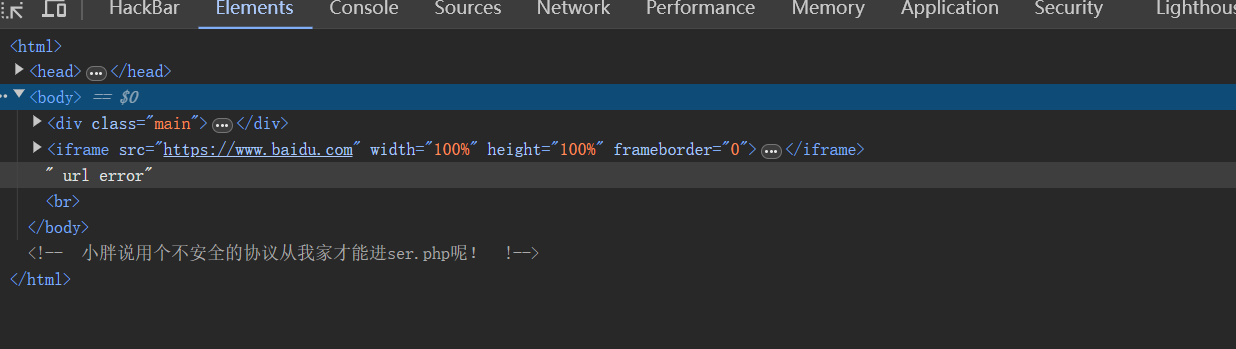 HackBar Elements Console Sources Network Performance Memory Application Security Lighthou
<html>
<head>…</head>
<body> == $0
<div class="main">…</div>
<iframe src="https://www.baidu.com" width="100%" height="100%" frameborder="0">…</iframe>
" url error"
<br>
</body>
<!--  小胖说用个不安全的协议从我家才能进ser.php呢!  !-->
</html>